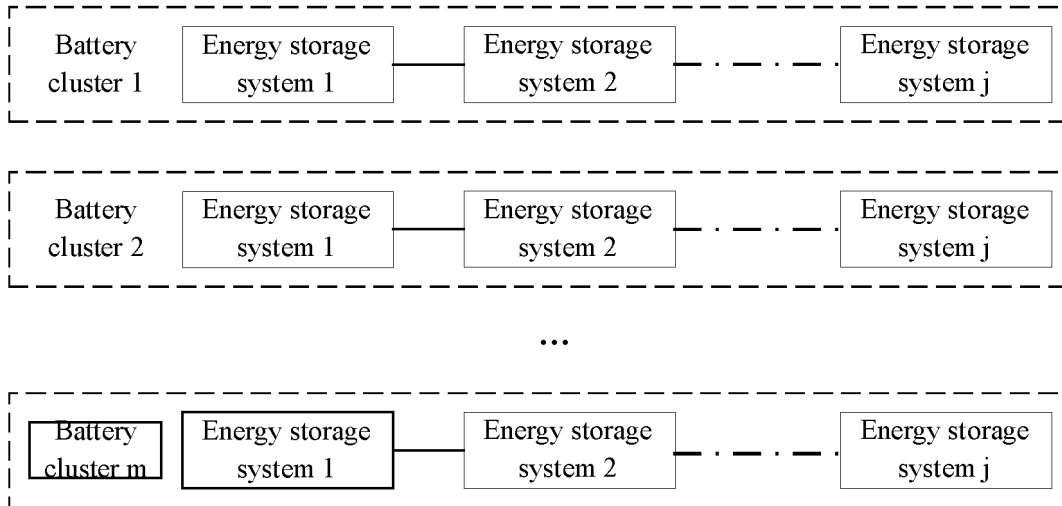 Battery
cluster 1
Energy storage
system 1
Energy storage
system 2
Energy storage
system j
Battery
cluster 2
Energy storage
system 1
Energy storage
system 2
Energy storage
system j
...
Battery
cluster m
Energy storage
system 1
Energy storage
system 2
Energy storage
system j